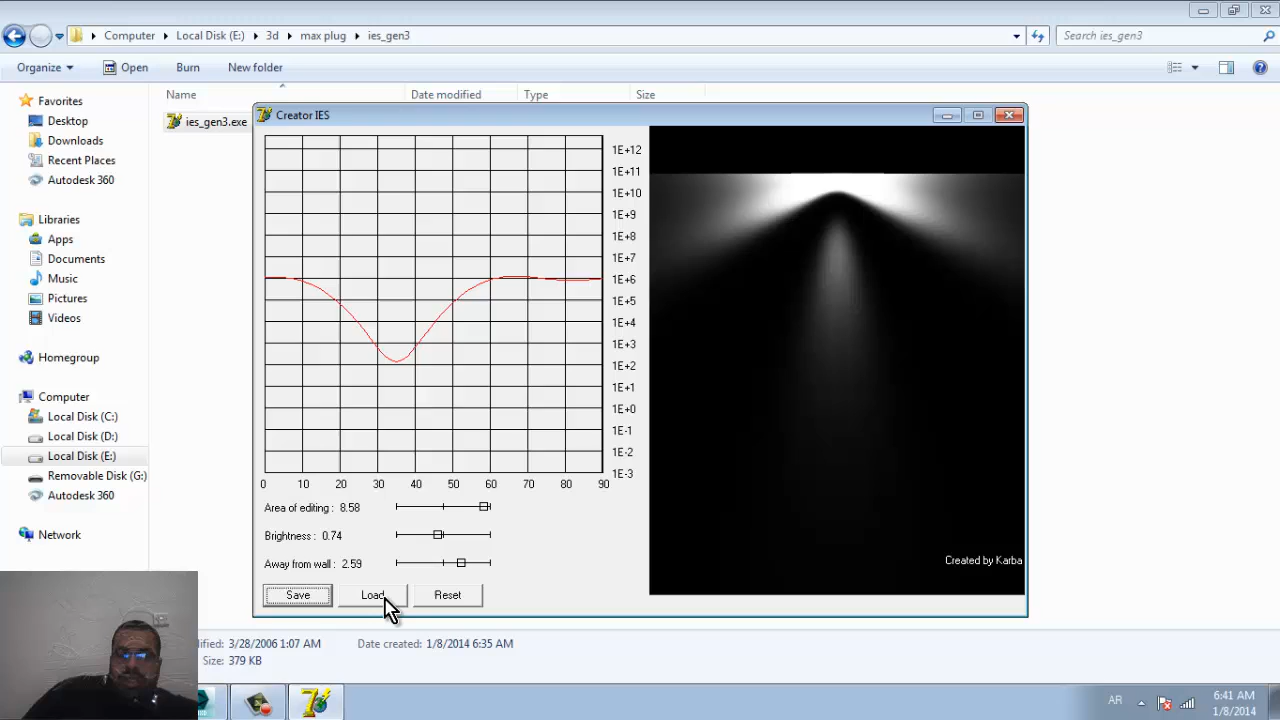 Computer Local Disk (E:) 3d max plug ies_gen3
Search ies_gen3
Organize Open Burn New folder
Name Date modified Type Size
Favorites
Desktop
Downloads
Recent Places
Autodesk 360
Libraries
Apps
Documents
Music
Pictures
Videos
Homegroup
Computer
Local Disk (C:)
Local Disk (D:)
Local Disk (E:)
Removable Disk (G:)
Autodesk 360
Network
ies_gen3.exe
Creator IES
1E+12
1E+11
1E+10
1E+9
1E+8
1E+7
1E+6
1E+5
1E+4
1E+3
1E+2
1E+1
1E+0
1E-1
1E-2
1E-3
0 10 20 30 40 50 60 70 80 90
Area of editing : 8.58
Brightness : 0.74
Away from wall : 2.59
Save Load Reset
Created by Karba
3/28/2006 1:07 AM Date created: 1/8/2014 6:35 AM
Size: 379 KB
AR
6:41 AM
1/8/2014